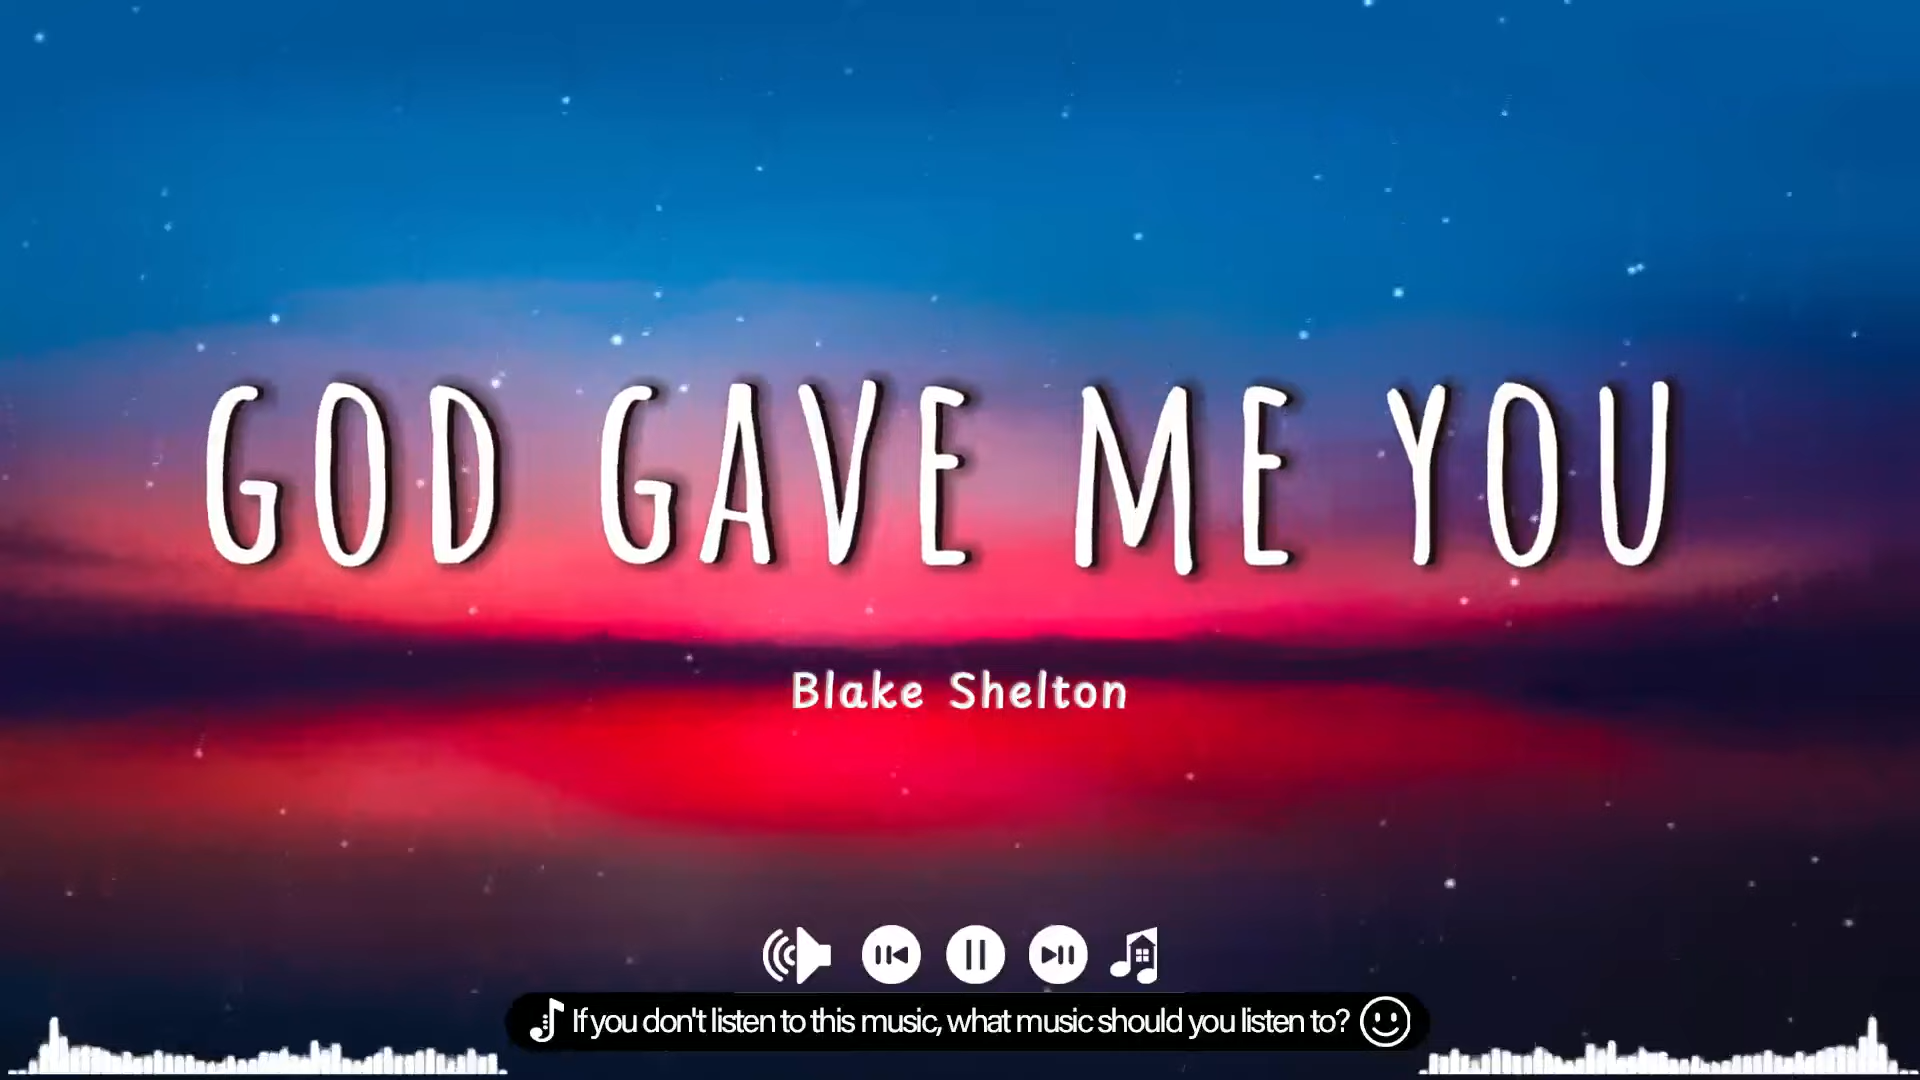 GOD GAVE ME YOU
Blake Shelton
If you don't listen to this music, what music should you listen to?